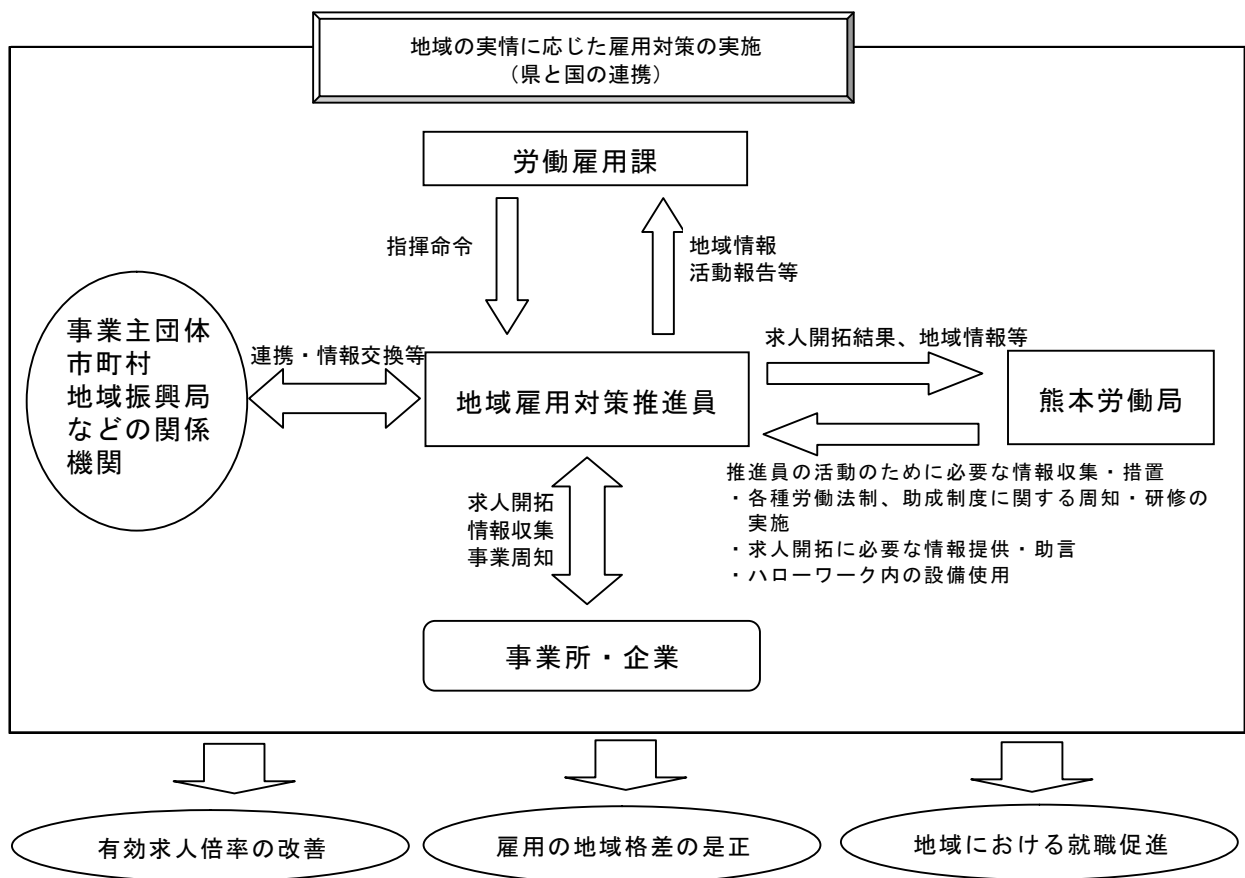 地域の実情に応じた雇用対策の実施
(県と国の連携)
労働雇用課
指揮命令
地域情報
活動報告等
事業主団体
市町村
地域振興局
などの関係
機関
連携・情報交換等
地域雇用対策推進員
求人開拓結果、地域情報等
熊本労働局
推進員の活動のために必要な情報収集・措置
・各種労働法制、助成制度に関する周知・研修の
実施
・求人開拓に必要な情報提供・助言
・ハローワーク内の設備使用
求人開拓
情報収集
事業周知
事業所・企業
有効求人倍率の改善
雇用の地域格差の是正
地域における就職促進